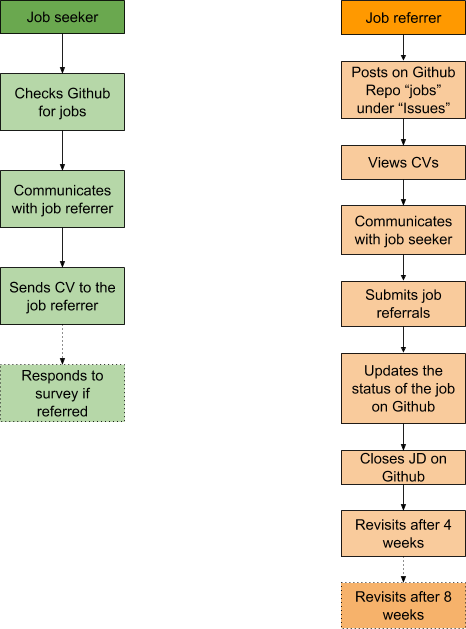 Job seeker
Checks Github
for jobs
Communicates
with job referrer
Sends CV to the
job referrer
Responds to
survey if
referred
Job referrer
Posts on Github
Repo “jobs”
under “Issues”
Views CVs
Communicates
with job seeker
Submits job
referrals
Updates the
status of the job
on Github
Closes JD on
Github
Revisits after 4
weeks
Revisits after 8
weeks